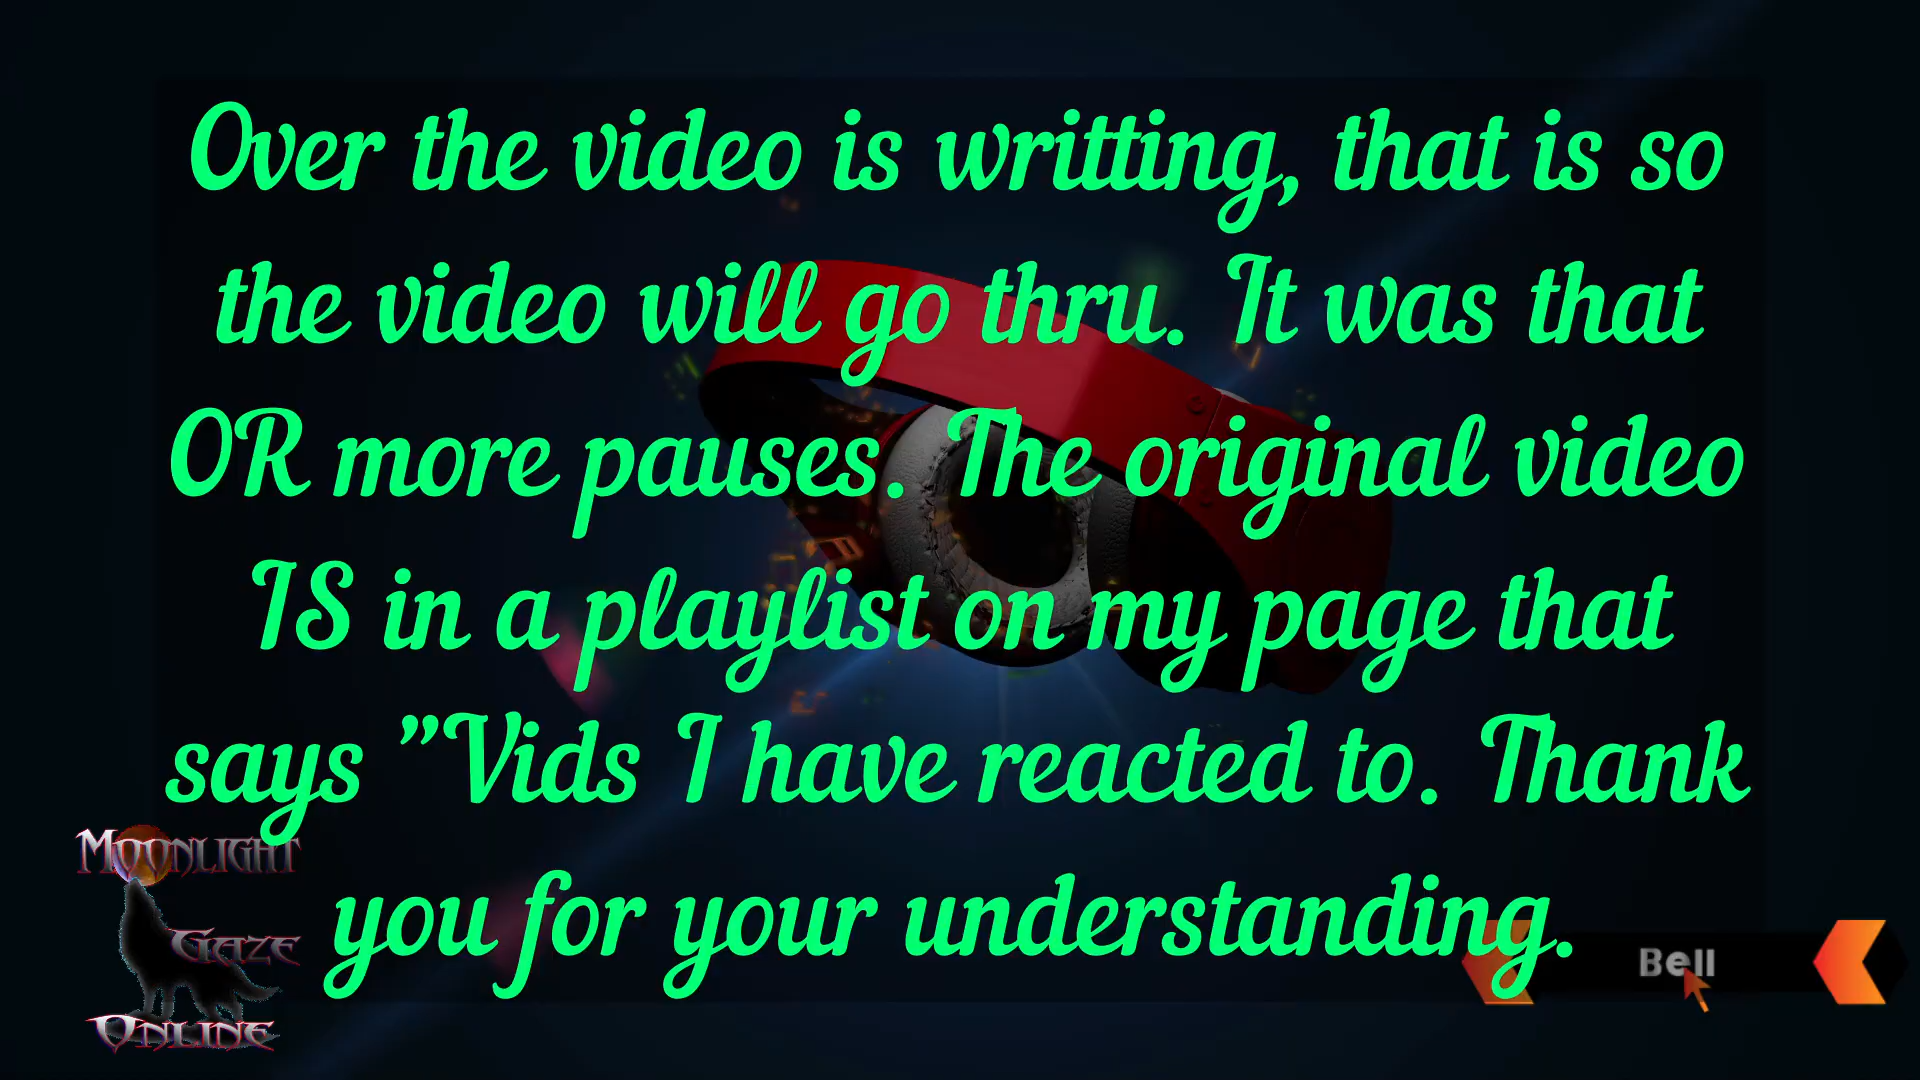 Over the video is writting, that is so
the video will go thru. It was that
OR more pauses. The original video
IS in a playlist on my page that
says "Vids I have reacted to. Thank
you for your understanding.
MOONLIGHT
GAZE
ONLINE
Bell